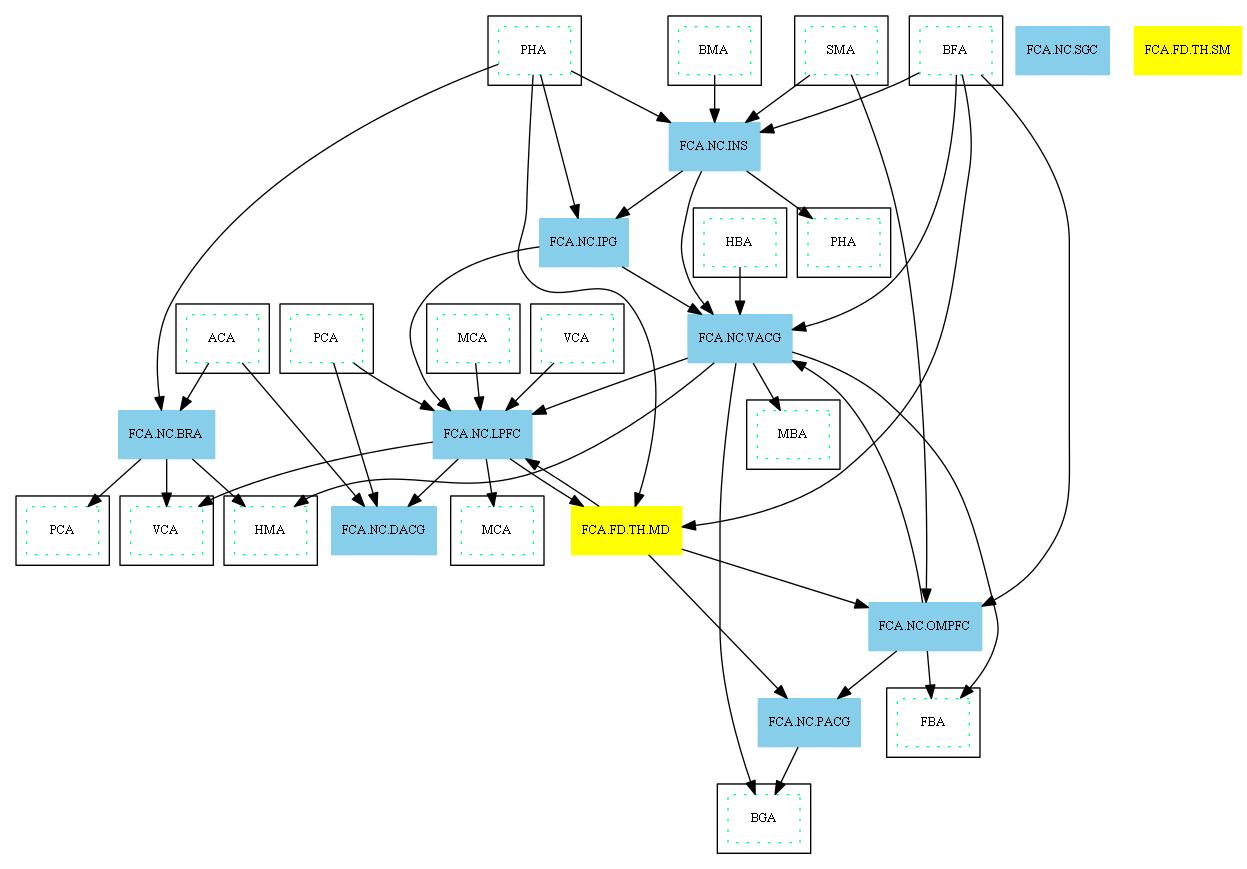 PHA
BMA
SMA
BFA
FCA.NC.SGC
FCA.FD.TH.SM
FCA.NC.INS
FCA.NC.IPG
HBA
PHA
ACA
PCA
MCA
VCA
FCA.NC.VACG
FCA.NC.BRA
FCA.NC.LPFC
MBA
PCA
VCA
HMA
FCA.NC.DACG
MCA
FCA.FD.TH.MD
FCA.NC.OMPFC
FCA.NC.PACG
FBA
BGA